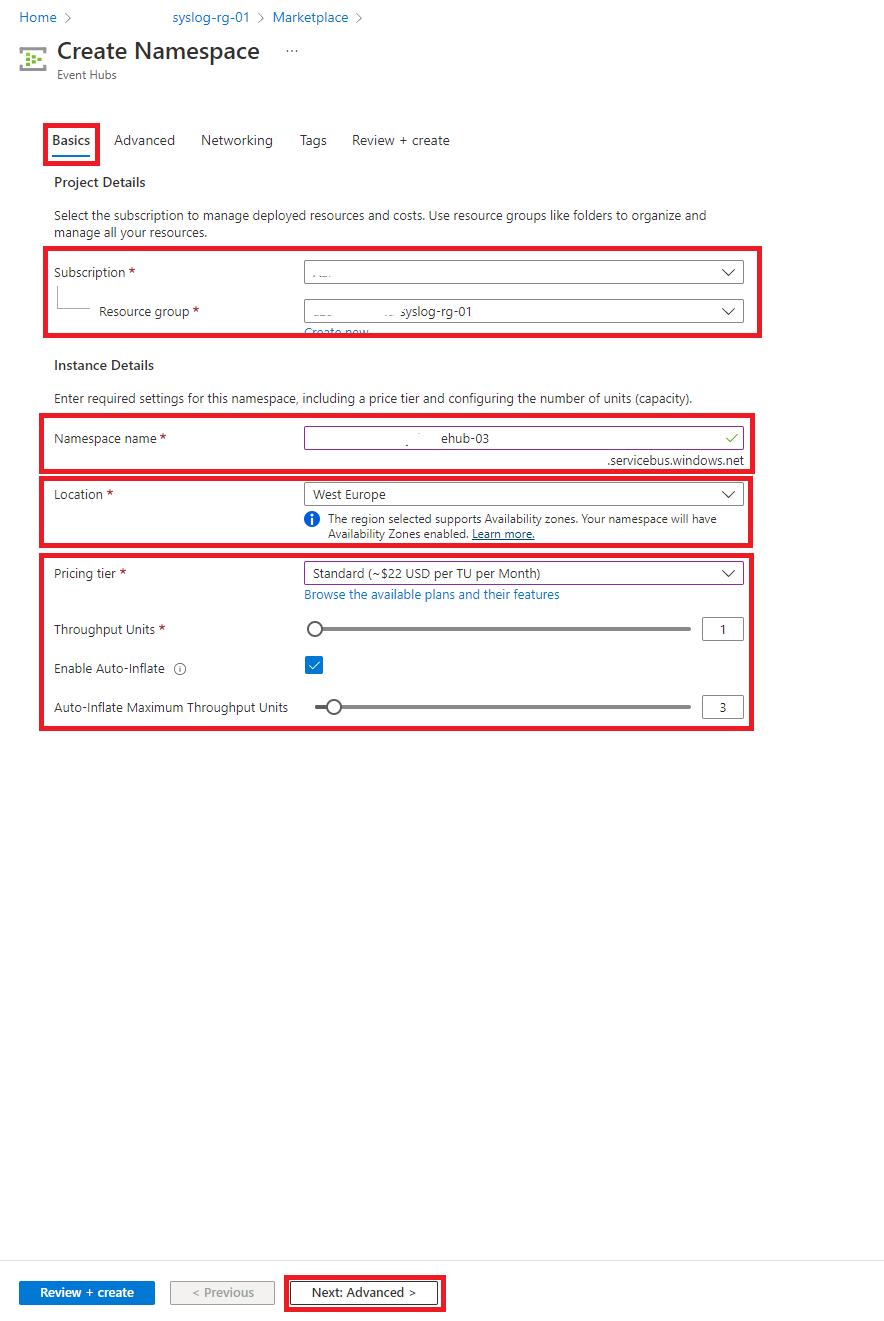 Home > syslog-rg-01 > Marketplace >
Create Namespace ...
Event Hubs
Basics Advanced Networking Tags Review + create
Project Details
Select the subscription to manage deployed resources and costs. Use resource groups like folders to organize and
manage all your resources.
Subscription *
Resource group * syslog-rg-01
Create new
Instance Details
Enter required settings for this namespace, including a price tier and configuring the number of units (capacity).
Namespace name * ehub-03
.servicebus.windows.net
Location * West Europe
The region selected supports Availability zones. Your namespace will have
Availability Zones enabled. Learn more.
Pricing tier * Standard (~$22 USD per TU per Month)
Browse the available plans and their features
Throughput Units * 1
Enable Auto-Inflate
Auto-Inflate Maximum Throughput Units 3
Review + create < Previous Next: Advanced >